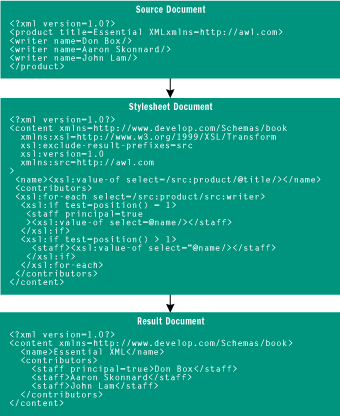 Source Document
<?xml version=1.0?>
<product title=Essential XMLxmlns=http://awl.com>
<writer name=Don Box/>
<writer name=Aaron Skonnard/>
<writer name=John Lam/>
</product>
Stylesheet Document
<?xml version=1.0?>
<content xmlns=http://www.develop.com/Schemas/book
xmlns:xsl=http://www.w3.org/1999/XSL/Transform
xsl:exclude-result-prefixes=src
xsl:version=1.0
xmlns:src=http://awl.com
>
<name><xsl:value-of select=/src:product/@title/></name>
<contributors>
<xsl:for-each select=/src:product/src:writer>
<xsl:if test=position() = 1>
<staff principal=true
><xsl:value-of select=@name/></staff>
</xsl:if>
<xsl:if test=position() > 1>
<staff><xsl:value-of select="@name/></staff>
</xsl:if>
</xsl:for-each>
</contributors>
</content>
Result Document
<?xml version=1.0?>
<content xmlns=http://www.develop.com/Schemas/book>
<name>Essential XML</name>
<contributors>
<staff principal=true>Don Box</staff>
<staff>Aaron Skonnard</staff>
<staff>John Lam</staff>
</contributors>
</content>